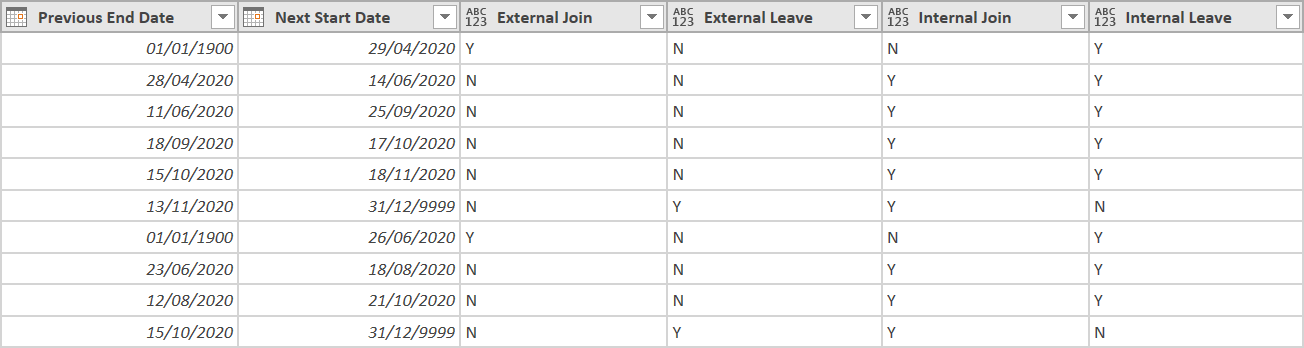 Previous End Date Next Start Date ABC 123 External Join ABC 123 External Leave ABC 123 Internal Join ABC 123 Internal Leave
01/01/1900 29/04/2020 Y N N Y
28/04/2020 14/06/2020 N N Y Y
11/06/2020 25/09/2020 N N Y Y
18/09/2020 17/10/2020 N N Y Y
15/10/2020 18/11/2020 N N Y Y
13/11/2020 31/12/9999 N Y Y N
01/01/1900 26/06/2020 Y N N Y
23/06/2020 18/08/2020 N N Y Y
12/08/2020 21/10/2020 N N Y Y
15/10/2020 31/12/9999 N Y Y N